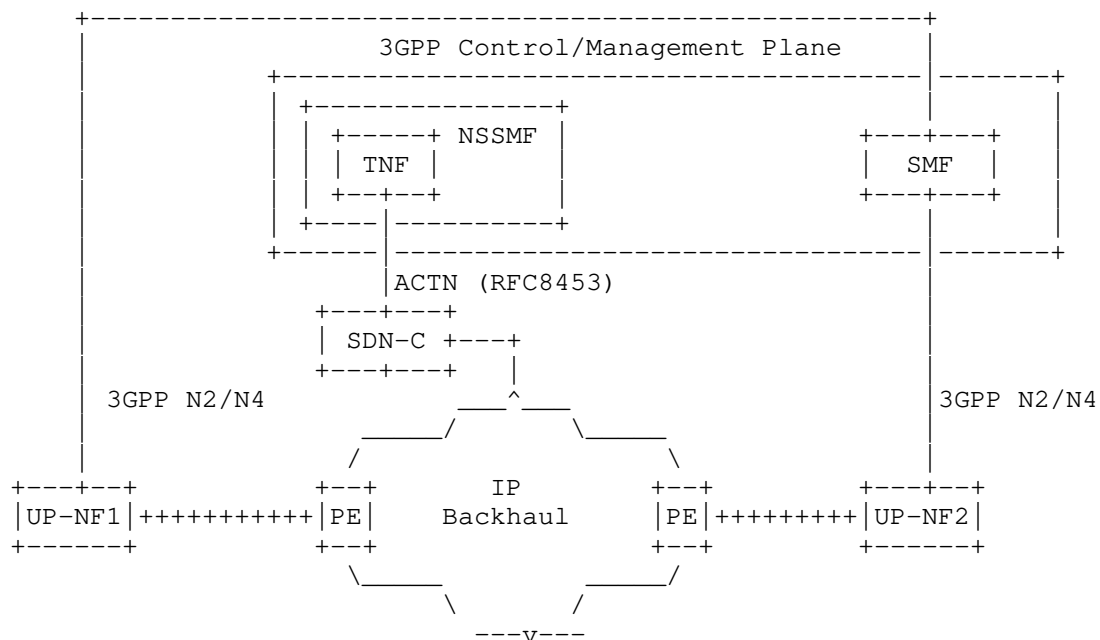 3GPP Control/Management Plane
NSSMF
TNF
SMF
ACTN (RFC8453)
SDN-C
3GPP N2/N4
3GPP N2/N4
IP
UP-NF1
PE
Backhaul
PE
UP-NF2